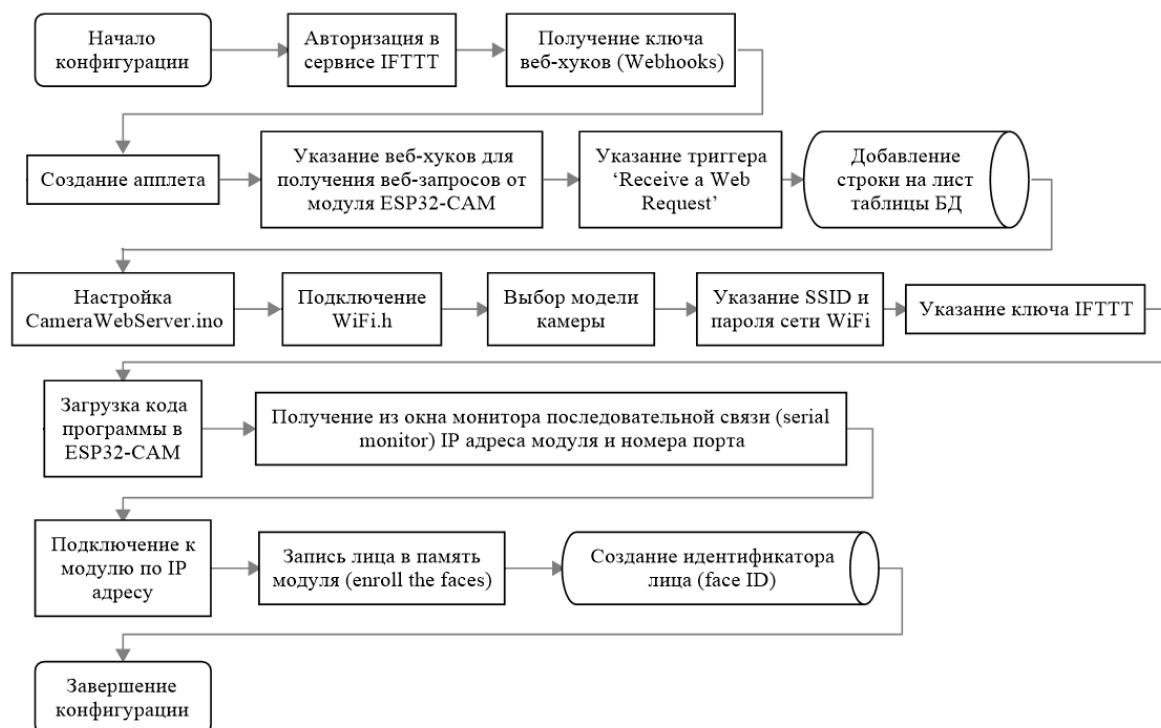 Начало
конфигурации
Авторизация в
сервисе IFTTT
Получение ключа
веб-хуков (Webhooks)
Создание апплета
Указание веб-хуков для
получения веб-запросов от
модуля ESP32-CAM
Указание триггера
‘Receive a Web
Request’
Добавление
строки на лист
таблицы БД
Настройка
CameraWebServer.ino
Подключение
WiFi.h
Выбор модели
камеры
Указание SSID и
пароля сети WiFi
Указание ключа IFTTT
Загрузка кода
программы в
ESP32-CAM
Получение из окна монитора последовательной связи (serial
monitor) IP адреса модуля и номера порта
Подключение к
модулю по IP
адресу
Запись лица в память
модуля (enroll the faces)
Создание идентификатора
лица (face ID)
Завершение
конфигурации